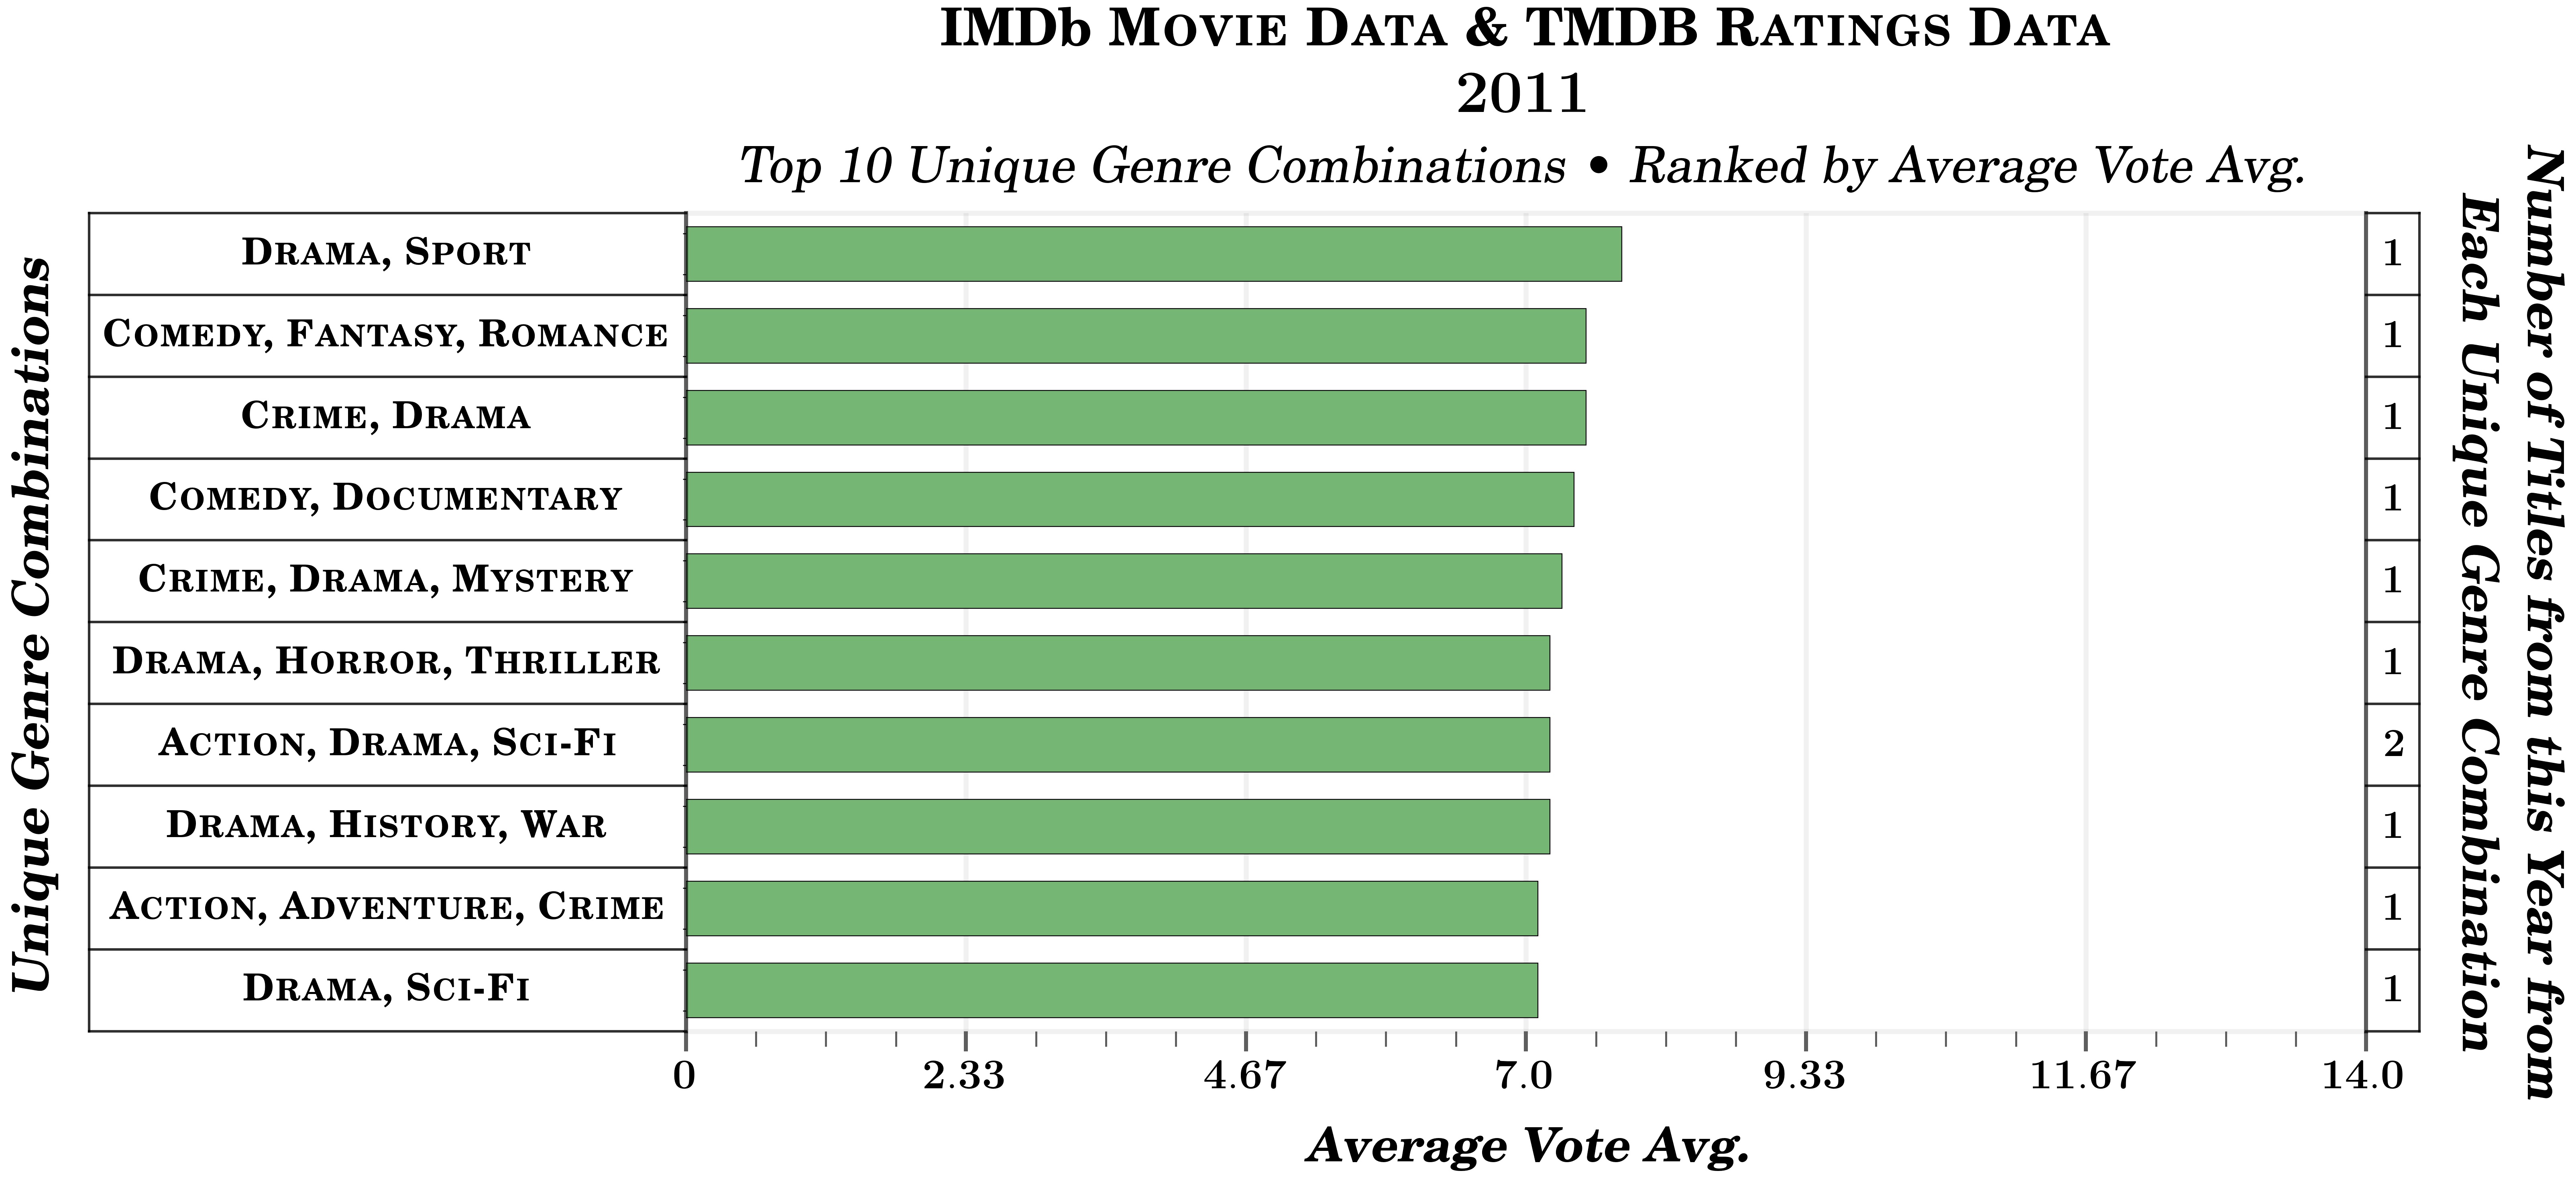 IMDb Movie Data & TMDB Ratings Data
2011
Top 10 Unique Genre Combinations • Ranked by Average Vote Avg.
Unique Genre Combinations
Drama, Sport
1
Comedy, Fantasy, Romance
1
Crime, Drama
1
Comedy, Documentary
1
Crime, Drama, Mystery
1
Drama, Horror, Thriller
1
Action, Drama, Sci-Fi
2
Drama, History, War
1
Action, Adventure, Crime
1
Drama, Sci-Fi
1
Number of Titles from this Year from
Each Unique Genre Combination
0 2.33 4.67 7.0 9.33 11.67 14.0
Average Vote Avg.